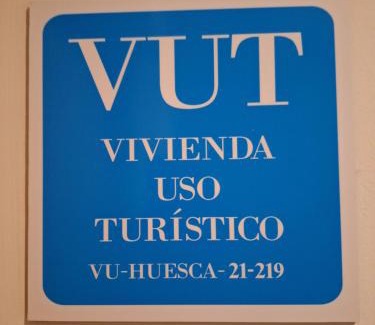 VUT
VIVIENDA
USO
TURÍSTICO
VU-HUESCA-21-219